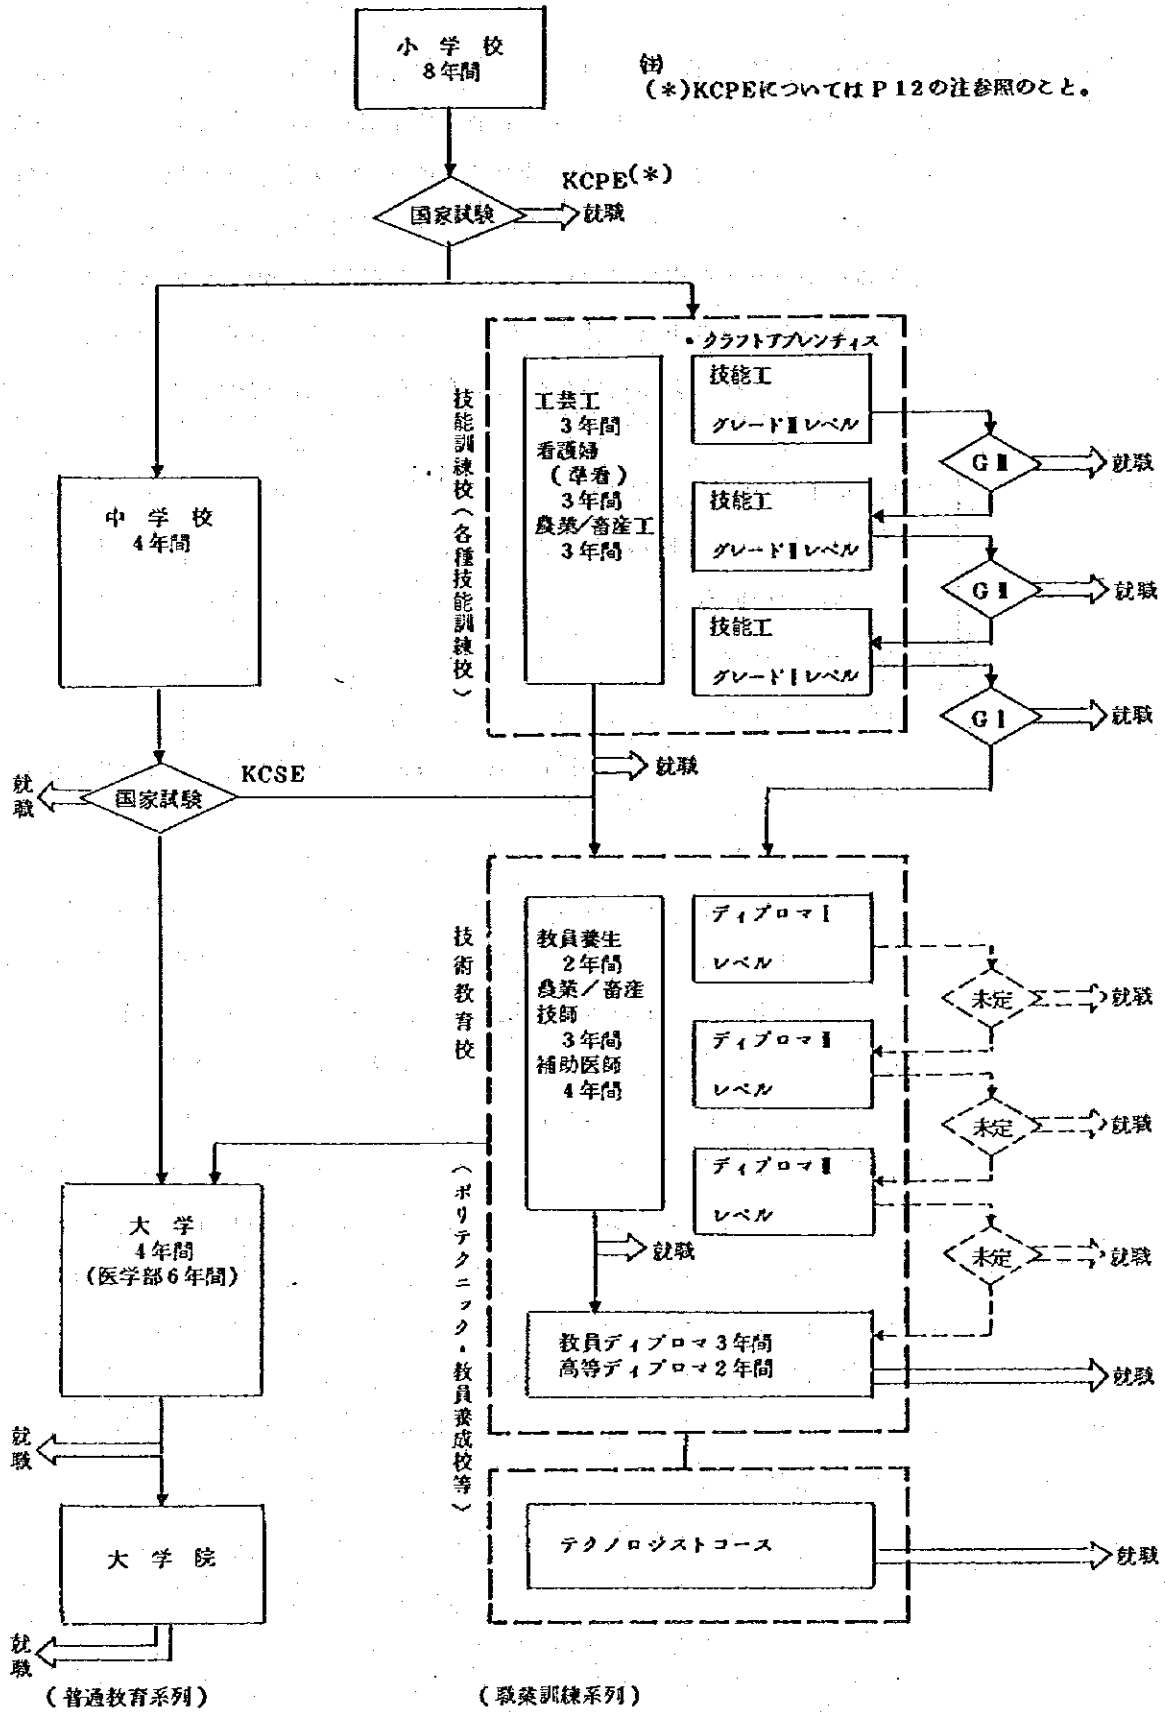 小学校
8年間
注)
(*)KCPEについてはP12の注参照のこと。
KCPE(*)
国家試験
就職
・クラフトアプレンティス
技能訓練校(各種技能訓練校)
工芸工
3年間
看護婦
(準看)
3年間
農業/畜産工
3年間
技能工
グレードⅢレベル
GⅢ
就職
技能工
グレードⅡレベル
GⅡ
就職
技能工
グレードⅠレベル
GⅠ
就職
中学校
4年間
就職
国家試験
KCSE
就職
技術教育校
(ポリテクニック・教員養成校等)
教員養生
2年間
農業/畜産
技師
3年間
補助医師
4年間
就職
ディプロマⅠ
レベル
未定
就職
ディプロマⅡ
レベル
未定
就職
ディプロマⅢ
レベル
未定
就職
教員ディプロマ3年間
高等ディプロマ2年間
就職
大学
4年間
(医学部6年間)
就職
大学院
就職
テクノロジストコース
就職
(普通教育系列)
(職業訓練系列)